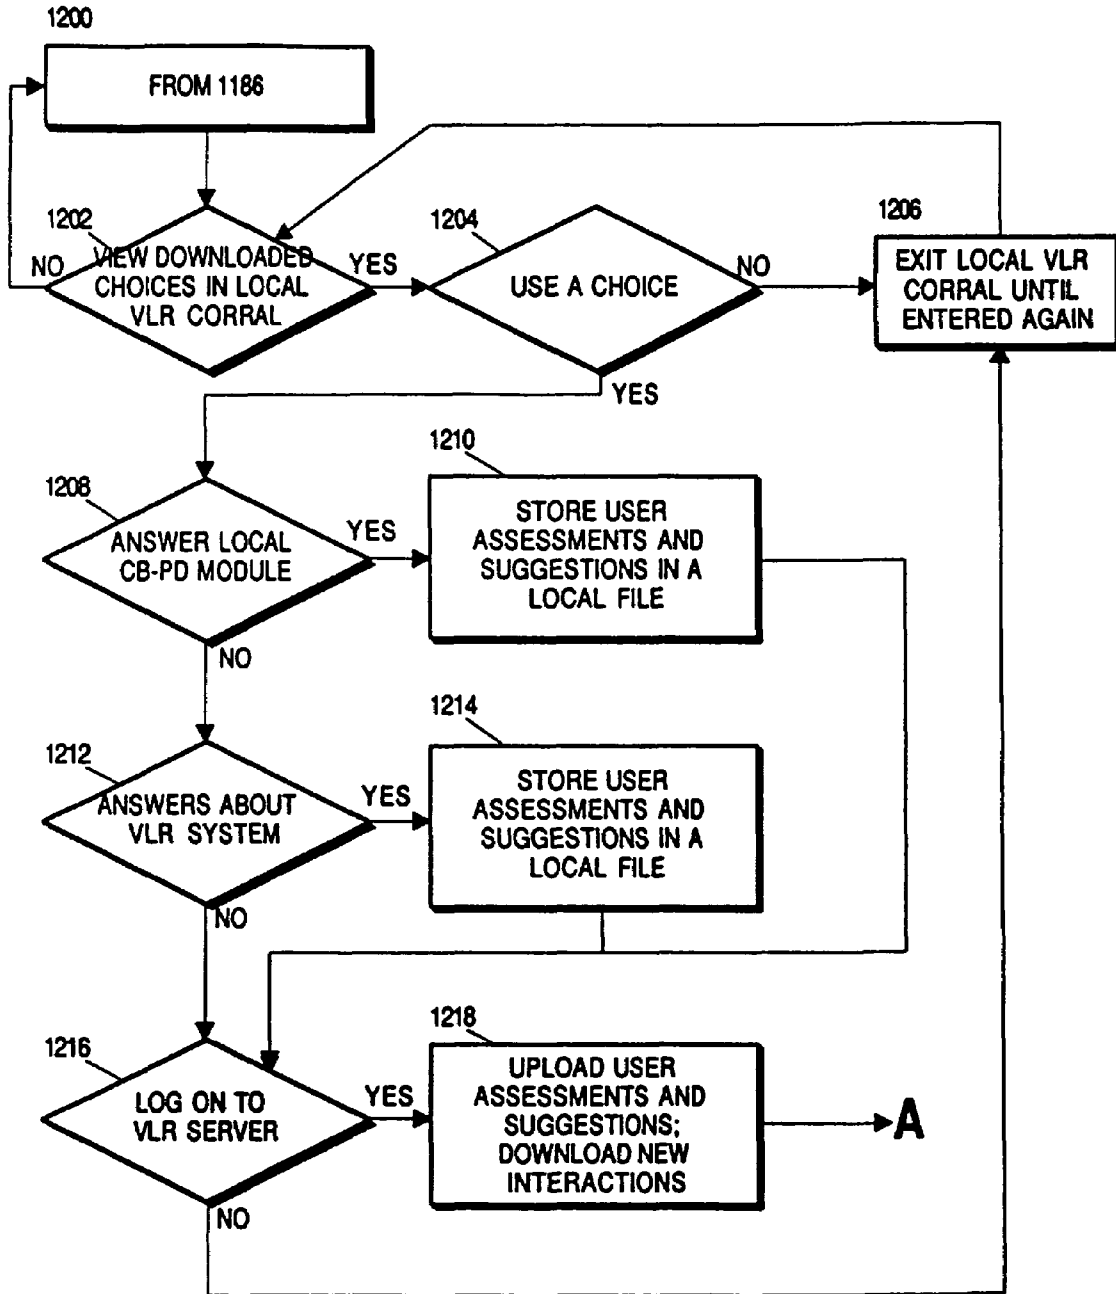 1200
FROM 1186
1202
VIEW DOWNLOADED
CHOICES IN LOCAL
VLR CORRAL
NO
YES
1204
USE A CHOICE
NO
YES
1206
EXIT LOCAL VLR
CORRAL UNTIL
ENTERED AGAIN
1208
ANSWER LOCAL
CB-PD MODULE
YES
NO
1210
STORE USER
ASSESSMENTS AND
SUGGESTIONS IN A
LOCAL FILE
1212
ANSWERS ABOUT
VLR SYSTEM
YES
NO
1214
STORE USER
ASSESSMENTS AND
SUGGESTIONS IN A
LOCAL FILE
1216
LOG ON TO
VLR SERVER
YES
NO
1218
UPLOAD USER
ASSESSMENTS AND
SUGGESTIONS;
DOWNLOAD NEW
INTERACTIONS
A